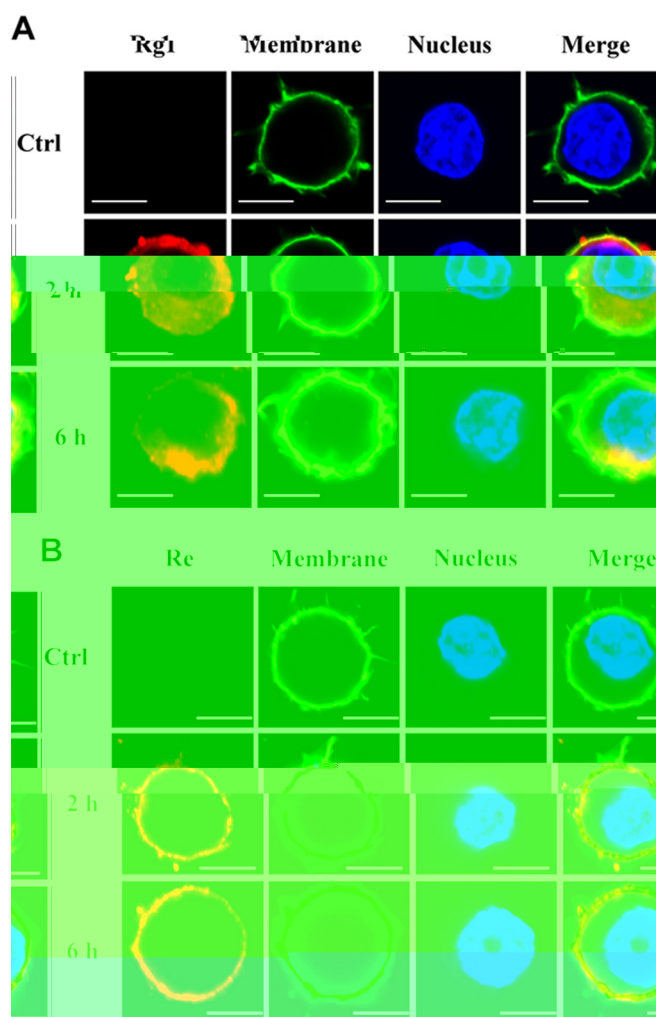 A
Rg1 Membrane Nucleus Merge
Ctrl
2 h
6 h
B
Re Membrane Nucleus Merge
Ctrl
2 h
6 h